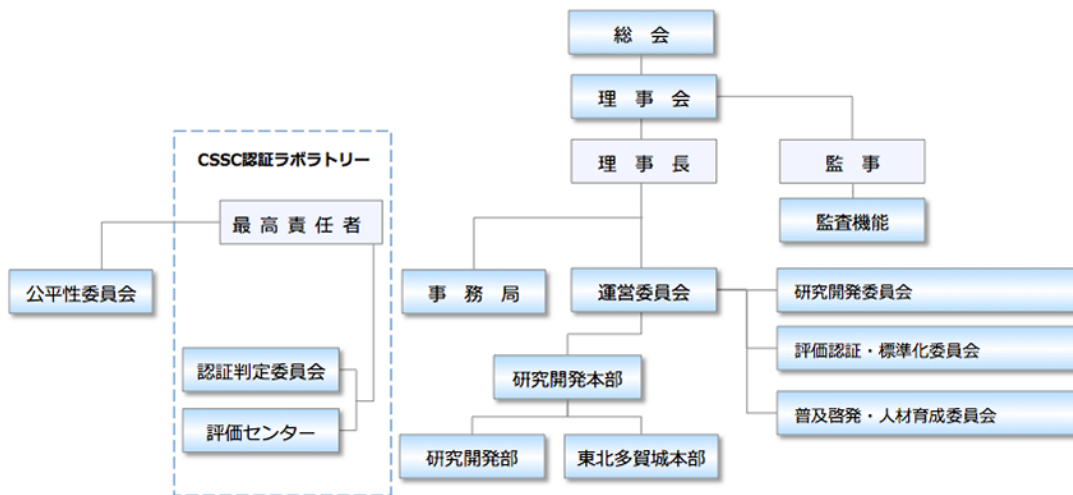 総 会
理 事 会
CSSC認証ラボラトリー
理 事 長
監 事
最 高 責 任 者
監査機能
公平性委員会
事 務 局
運営委員会
研究開発委員会
認証判定委員会
研究開発本部
評価認証・標準化委員会
評価センター
研究開発部
東北多賀城本部
普及啓発・人材育成委員会